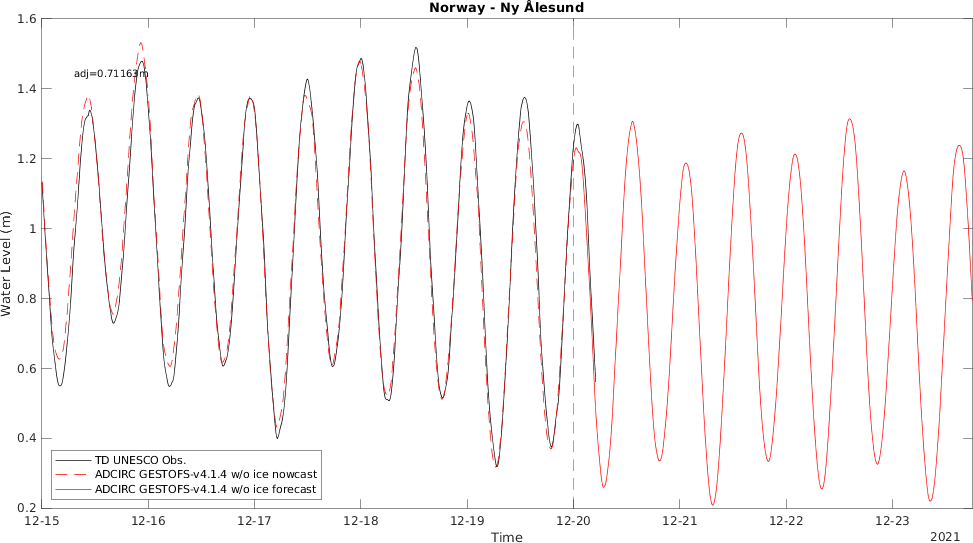 Norway - Ny Ålesund
1.6
adj=0.71163m
1.4
1.2
1
0.8
0.6
0.4
0.2
Water Level (m)
TD UNESCO Obs.
ADCIRC GESTOFS-v4.1.4 w/o ice nowcast
ADCIRC GESTOFS-v4.1.4 w/o ice forecast
12-15 12-16 12-17 12-18 12-19 12-20 12-21 12-22 12-23
Time
2021